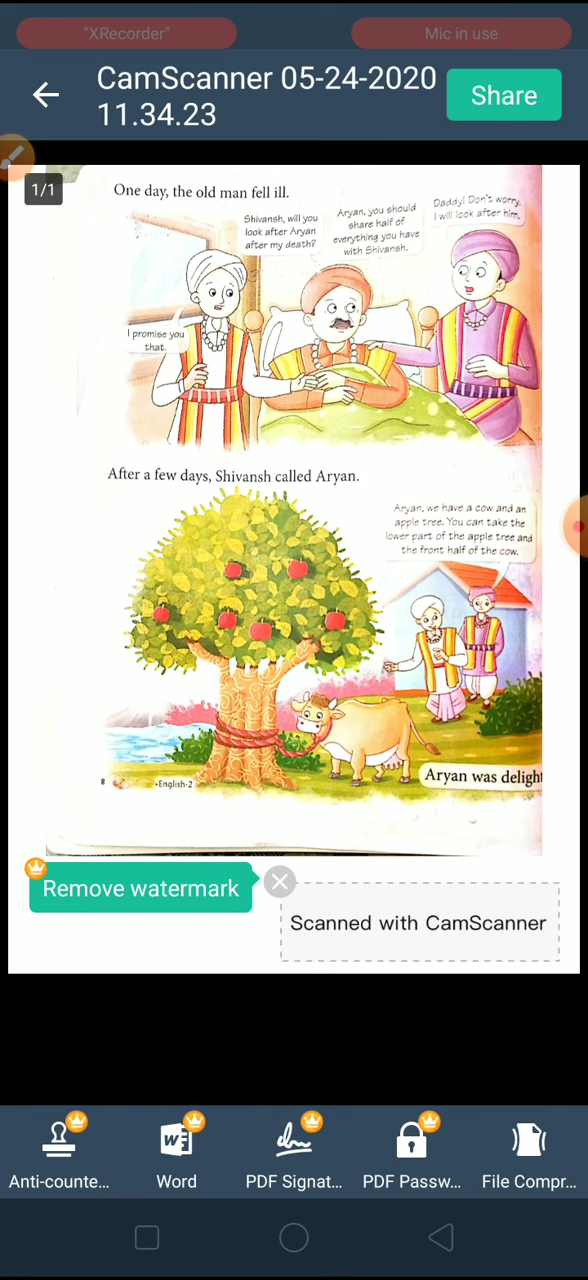 "XRecorder"
Mic in use
CamScanner 05-24-2020
11.34.23
Share
1/1
One day, the old man fell ill.
Shivansh, will you
look after Aryan
after my death?
Aryan, you should
share half of
everything you have
with Shivansh.
Daddy! Don't worry.
I will look after him.
I promise you
that.
After a few days, Shivansh called Aryan.
Aryan, we have a cow and an
apple tree. You can take the
lower part of the apple tree and
the front half of the cow.
8
•English-2
Aryan was deligh
Remove watermark
Scanned with CamScanner
Anti-counte...
Word
PDF Signat...
PDF Passw...
File Compr...